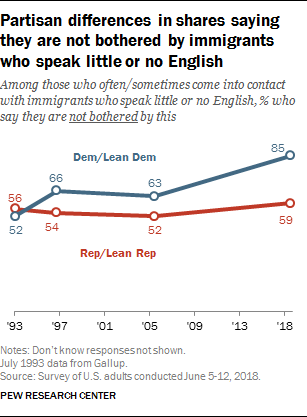 Partisan differences in shares saying
they are not bothered by immigrants
who speak little or no English
Among those who often/sometimes come into contact
with immigrants who speak little or no English, % who
say they are not bothered by this
85
Dem/Lean Dem
66
63
56
52
54
52
59
Rep/Lean Rep
'93 '97 '01 '05 '09 '13 '18
Notes: Don't know responses not shown.
July 1993 data from Gallup.
Source: Survey of U.S. adults conducted June 5-12, 2018.
PEW RESEARCH CENTER